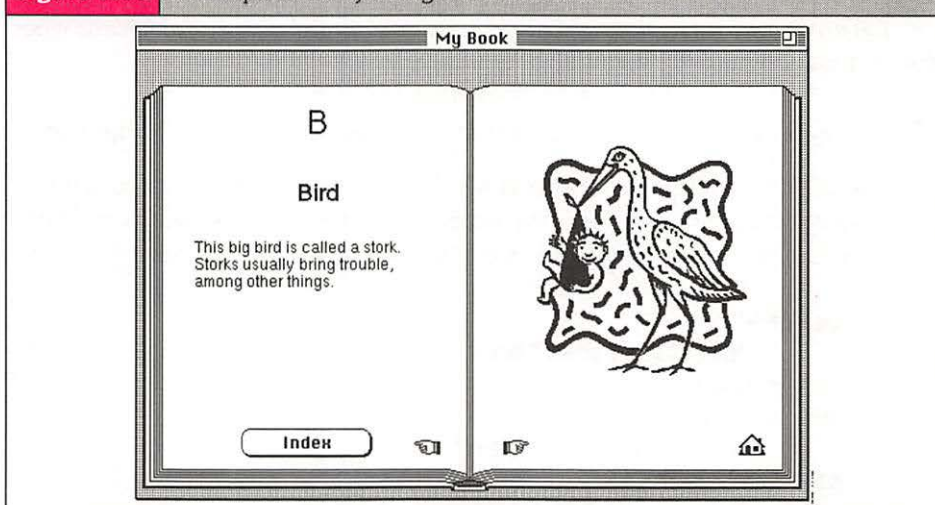 My Book
B
Bird
This big bird is called a stork.
Storks usually bring trouble,
among other things.
Index